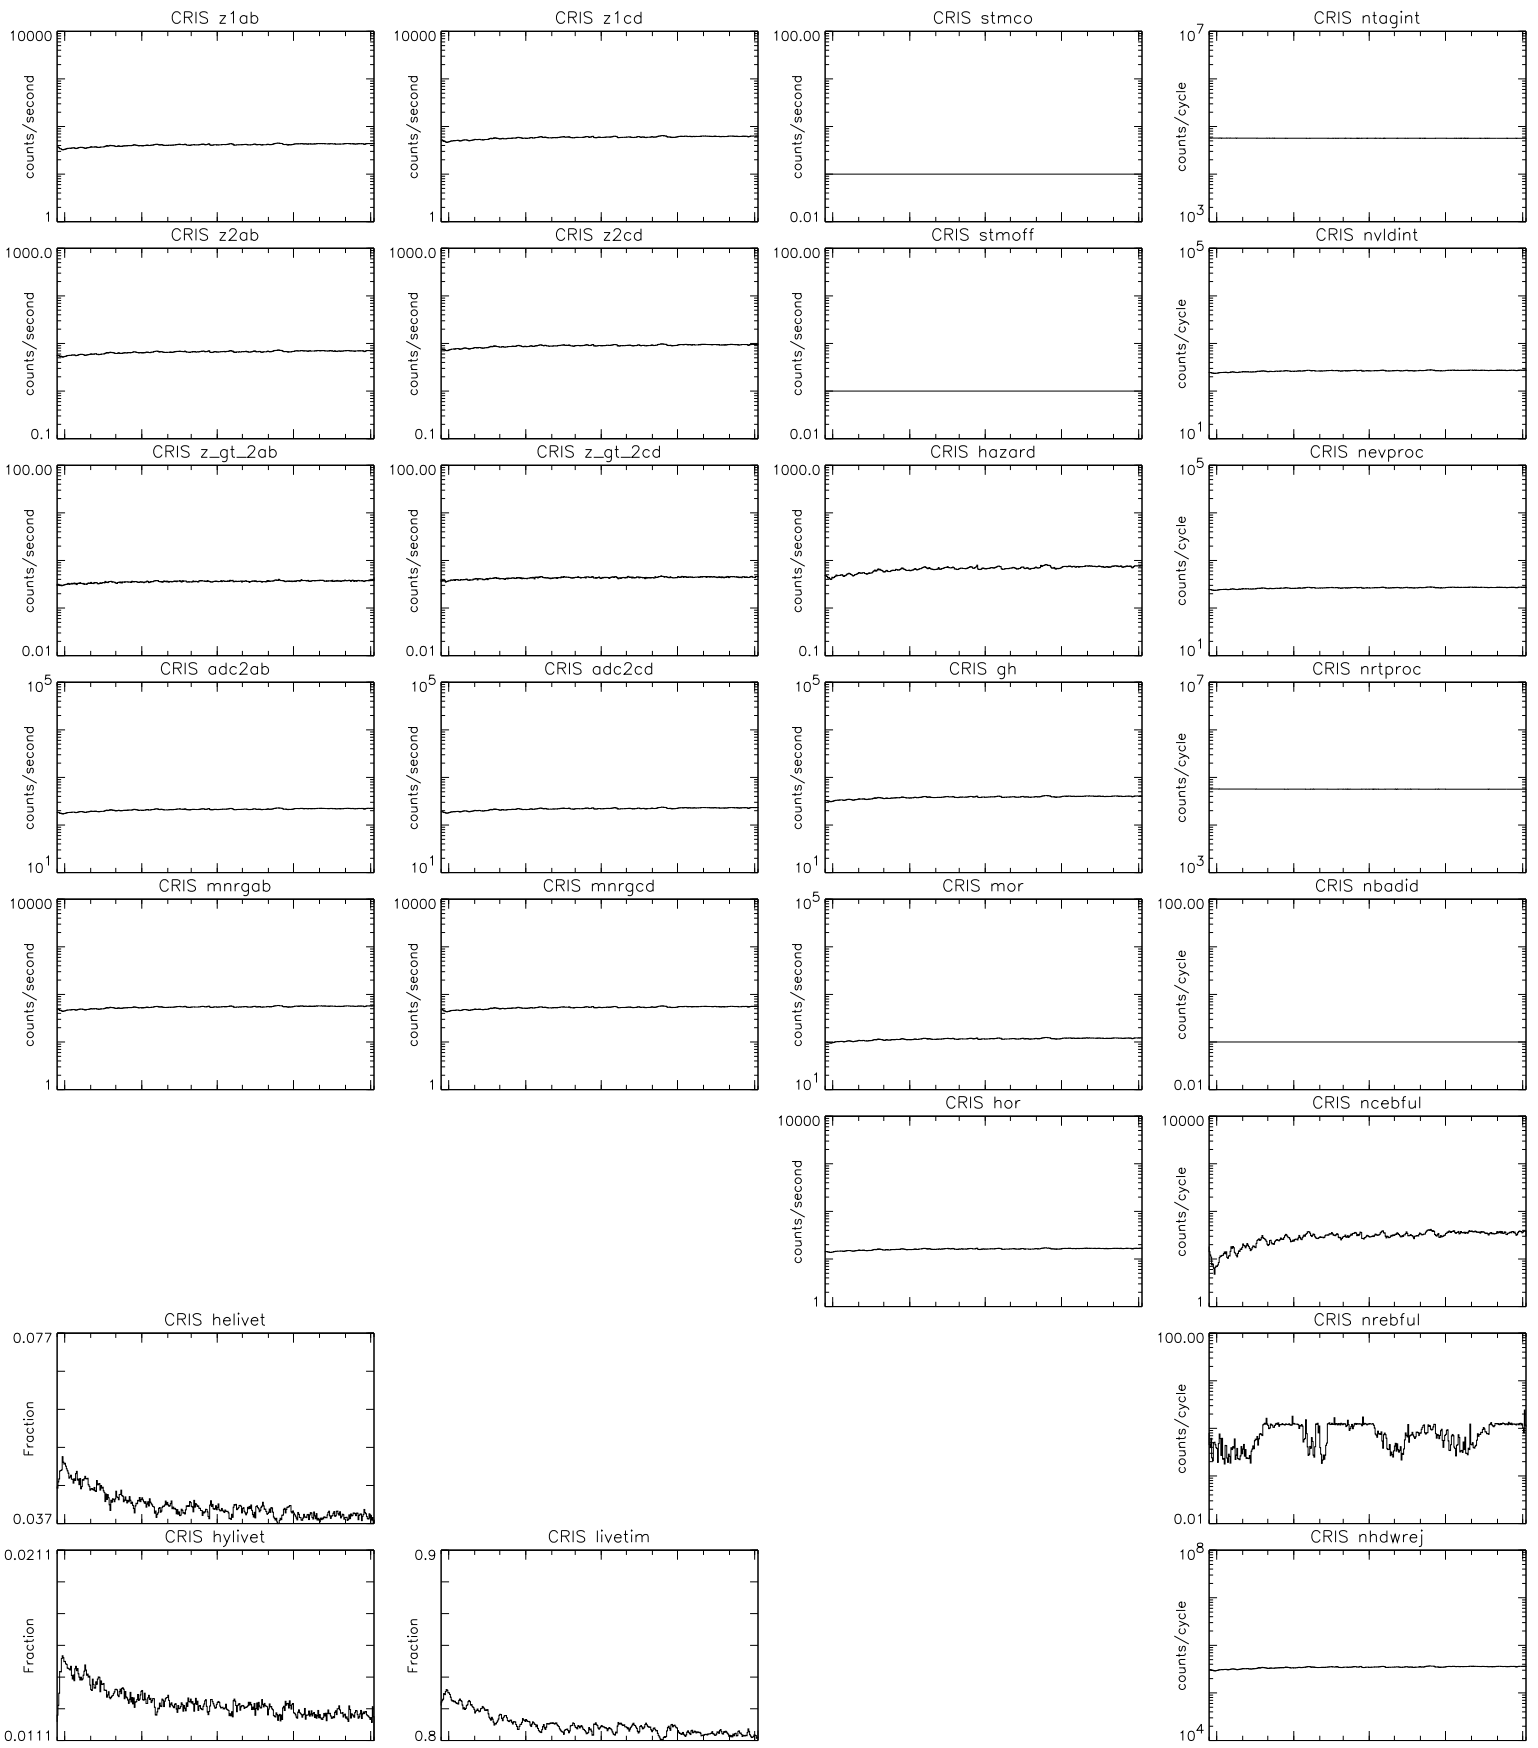 CRIS z1ab
10000
counts/second
1
CRIS z1cd
10000
counts/second
1
CRIS stmco
100.00
counts/second
0.01
CRIS ntagint
10^7
counts/cycle
10^3
CRIS z2ab
1000.0
counts/second
0.1
CRIS z2cd
1000.0
counts/second
0.1
CRIS stmoff
100.00
counts/second
0.01
CRIS nvldint
10^5
counts/cycle
10^1
CRIS z_gt_2ab
100.00
counts/second
0.01
CRIS z_gt_2cd
100.00
counts/second
0.01
CRIS hazard
1000.0
counts/second
0.1
CRIS nevproc
10^5
counts/cycle
10^1
CRIS adc2ab
10^5
counts/second
10^1
CRIS adc2cd
10^5
counts/second
10^1
CRIS gh
10^5
counts/second
10^1
CRIS nrtproc
10^7
counts/cycle
10^3
CRIS mnrgab
10000
counts/second
1
CRIS mnrgcd
10000
counts/second
1
CRIS mor
10^5
counts/second
10^1
CRIS nbadid
100.00
counts/cycle
0.01
CRIS hor
10000
counts/second
1
CRIS ncebful
10000
counts/cycle
1
CRIS helivet
0.077
Fraction
0.037
CRIS nrebful
100.00
counts/cycle
0.01
CRIS hylivet
0.0211
Fraction
0.0111
CRIS livetim
0.9
Fraction
0.8
CRIS nhdwrej
10^8
counts/cycle
10^4